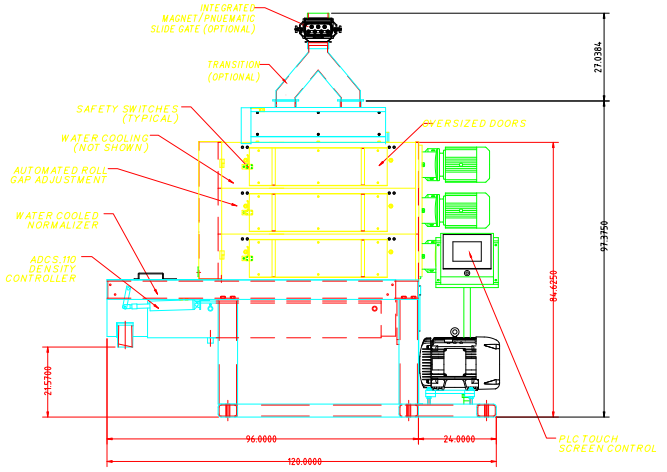 INTEGRATED
MAGNET/PNUEMATIC
SLIDE GATE (OPTIONAL)
TRANSITION
(OPTIONAL)
SAFETY SWITCHES
(TYPICAL)
OVERSIZED DOORS
WATER COOLING
(NOT SHOWN)
AUTOMATED ROLL
GAP ADJUSTMENT
WATER COOLED
NORMALIZER
ADCS.110
DENSITY
CONTROLLER
27.0384
97.3750
84.6250
21.5700
96.0000
24.0000
120.0000
PLC TOUCH
SCREEN CONTROL